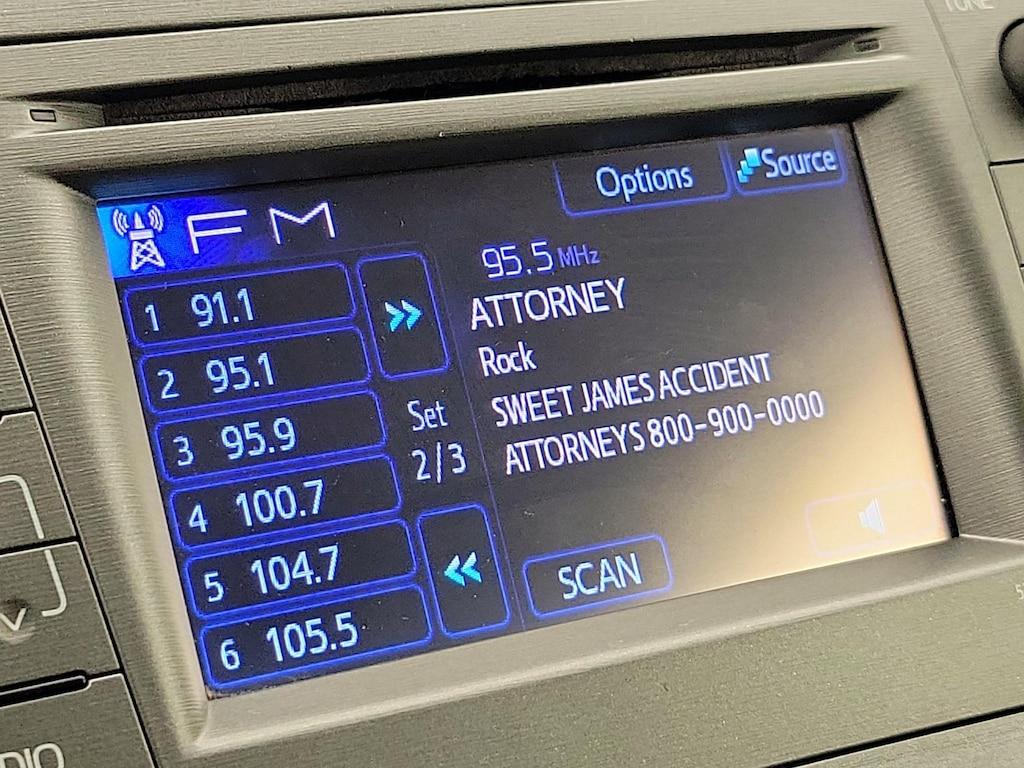 TUNE
Options
Source
FM
95.5 MHz
ATTORNEY
Rock
SWEET JAMES ACCIDENT
ATTORNEYS 800-900-0000
1 91.1
2 95.1
3 95.9
4 100.7
5 104.7
6 105.5
Set
2/3
SCAN